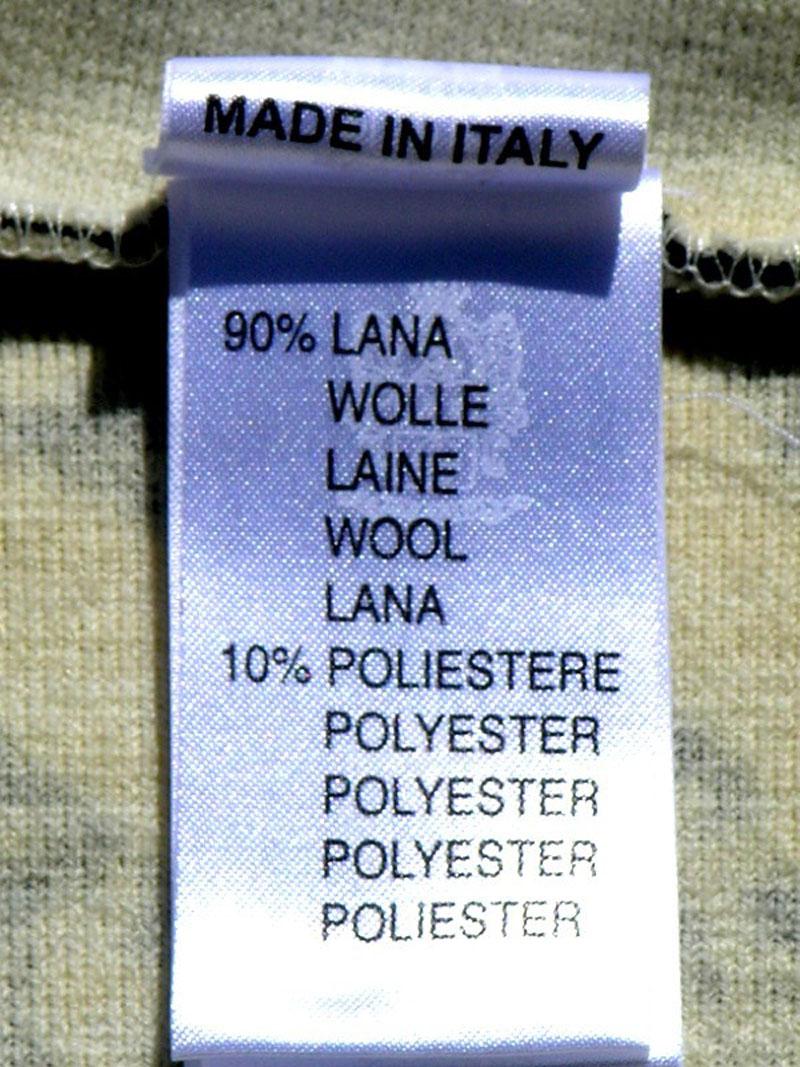 MADE IN ITALY
90% LANA
WOLLE
LAINE
WOOL
LANA
10% POLIESTERE
POLYESTER
POLYESTER
POLYESTER
POLIESTER